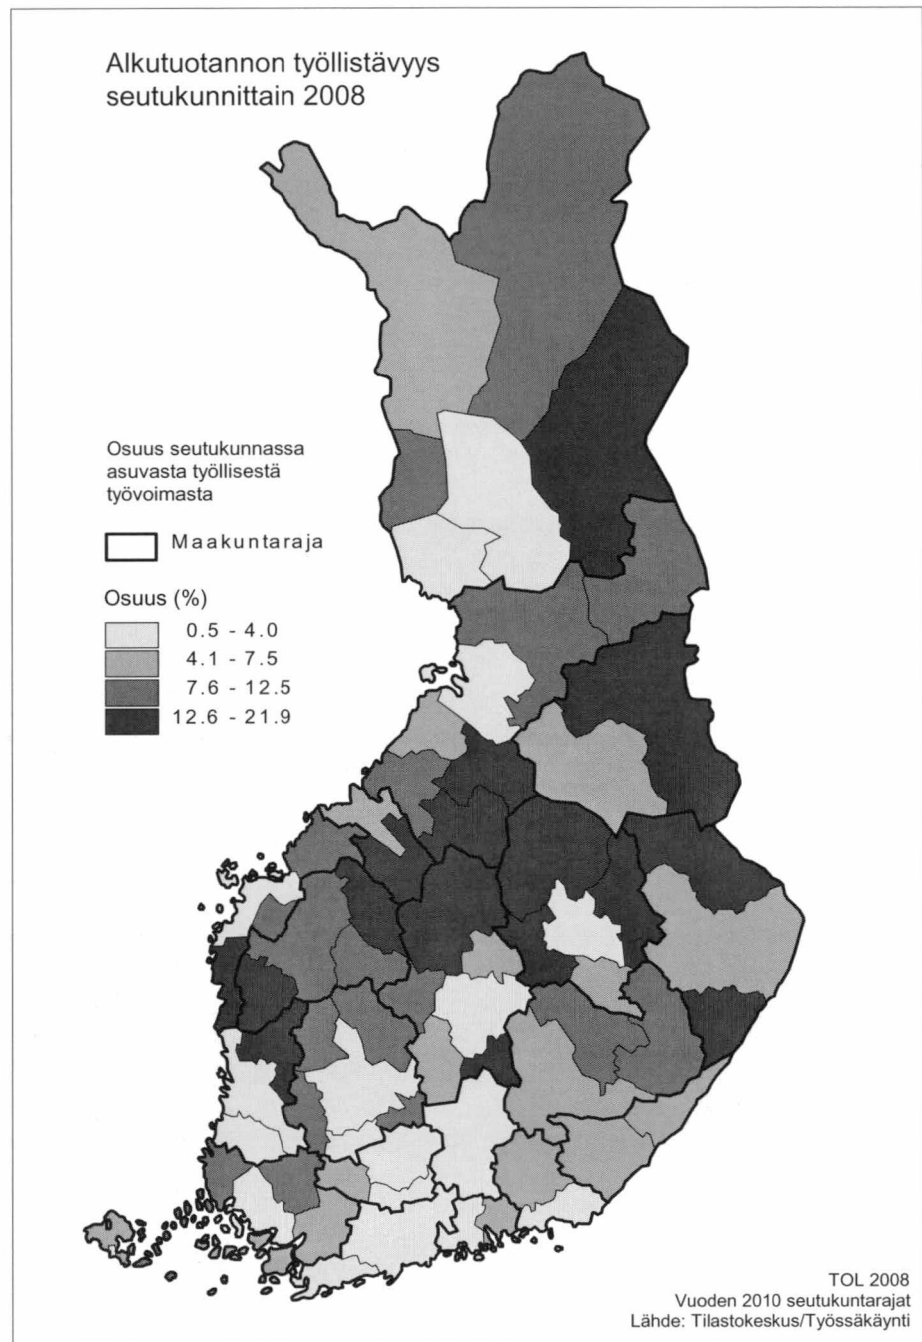 Alkutuotannon työllistävyys
seutukunnittain 2008
Osuus seutukunnassa
asuvasta työllisestä
työvoimasta
Maakuntaraja
Osuus (%)
0.5 - 4.0
4.1 - 7.5
7.6 - 12.5
12.6 - 21.9
TOL 2008
Vuoden 2010 seutukuntarajat
Lähde: Tilastokeskus/Työssäkäynti